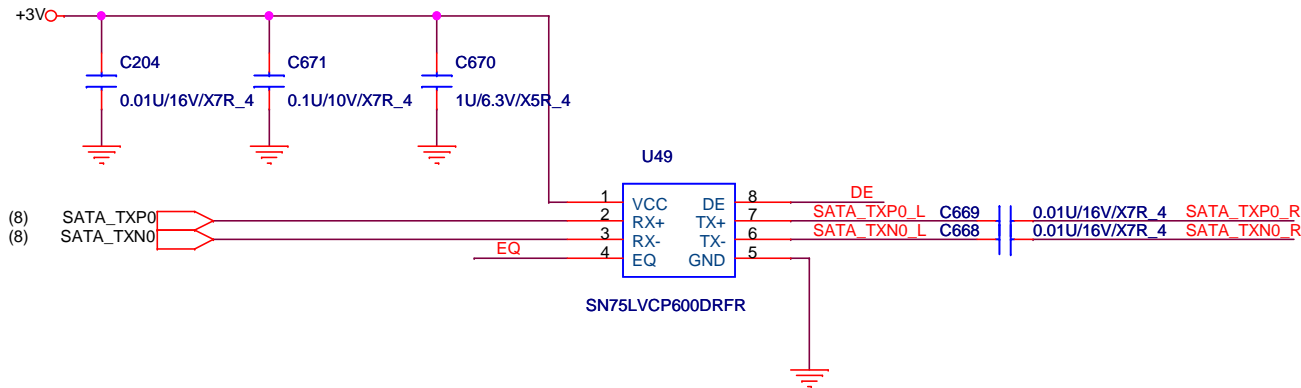 +3V
C204 C671 C670
0.01U/16V/X7R_4 0.1U/10V/X7R_4 1U/6.3V/X5R_4
U49
1 VCC DE 8 DE
(8) SATA_TXP0 2 RX+ TX+ 7 SATA_TXP0_L C669 0.01U/16V/X7R_4 SATA_TXP0_R
(8) SATA_TXN0 3 RX- TX- 6 SATA_TXN0_L C668 0.01U/16V/X7R_4 SATA_TXN0_R
EQ 4 EQ GND 5
SN75LVCP600DRFR